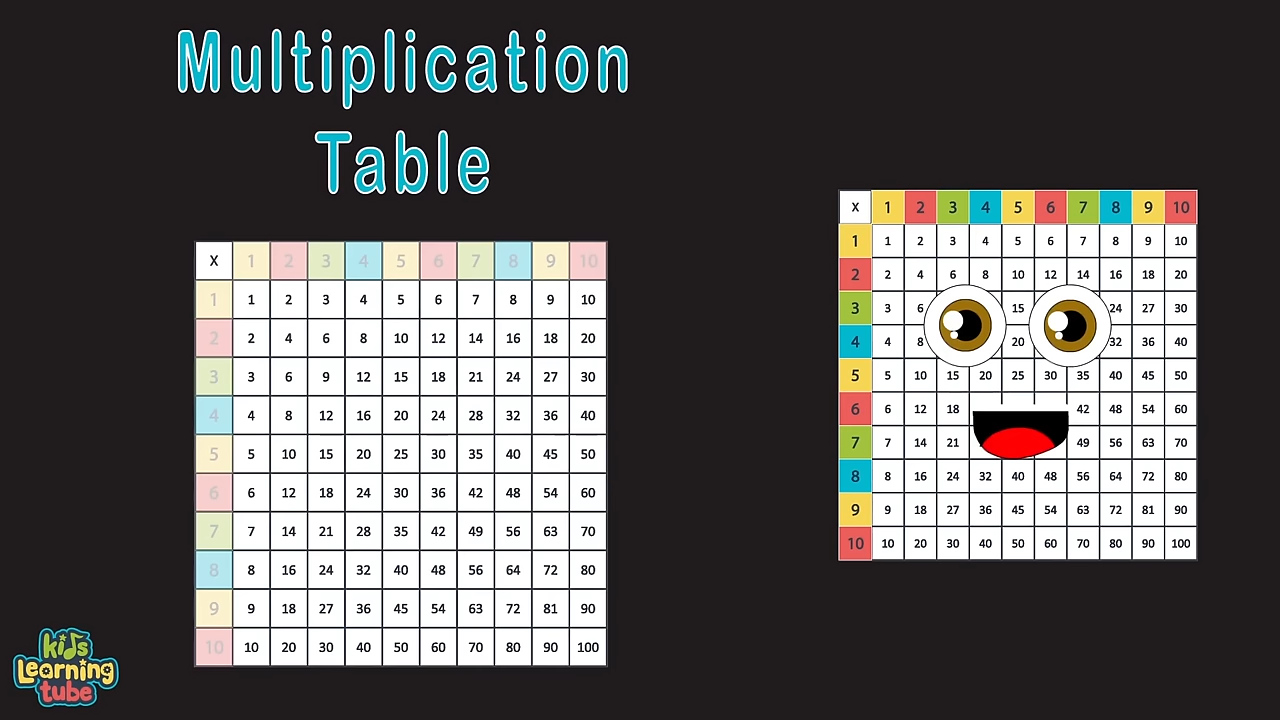 Multiplication
Table
X 1 2 3 4 5 6 7 8 9 10
1 1 2 3 4 5 6 7 8 9 10
2 2 4 6 8 10 12 14 16 18 20
3 3 6 9 12 15 18 21 24 27 30
4 4 8 12 16 20 24 28 32 36 40
5 5 10 15 20 25 30 35 40 45 50
6 6 12 18 24 30 36 42 48 54 60
7 7 14 21 28 35 42 49 56 63 70
8 8 16 24 32 40 48 56 64 72 80
9 9 18 27 36 45 54 63 72 81 90
10 10 20 30 40 50 60 70 80 90 100
X 1 2 3 4 5 6 7 8 9 10
1 1 2 3 4 5 6 7 8 9 10
2 2 4 6 8 10 12 14 16 18 20
3 3 6 15 24 27 30
4 4 8 20 32 36 40
5 5 10 15 20 25 30 35 40 45 50
6 6 12 18 42 48 54 60
7 7 14 21 49 56 63 70
8 8 16 24 32 40 48 56 64 72 80
9 9 18 27 36 45 54 63 72 81 90
10 10 20 30 40 50 60 70 80 90 100
kids
Learning
tube